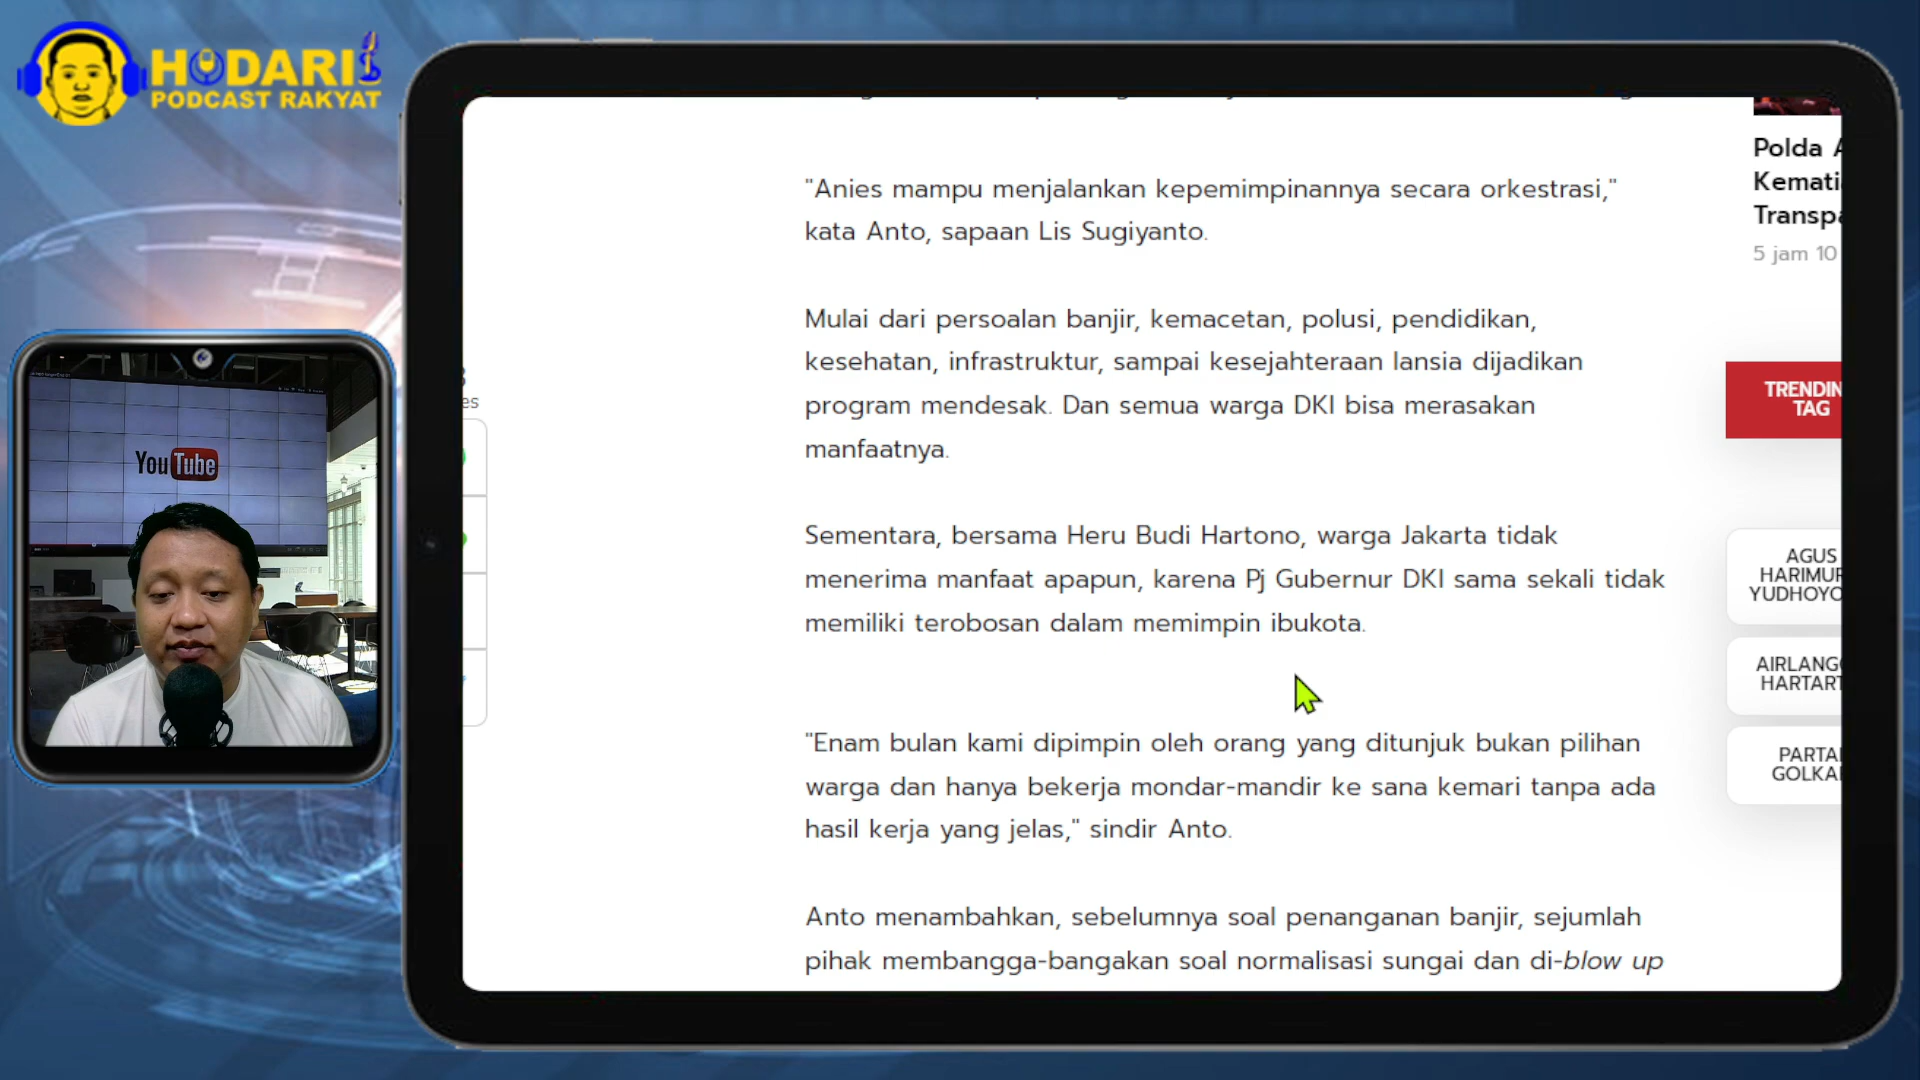 HODARI
PODCAST RAKYAT
"Anies mampu menjalankan kepemimpinannya secara orkestrasi,"
kata Anto, sapaan Lis Sugiyanto.
Mulai dari persoalan banjir, kemacetan, polusi, pendidikan,
kesehatan, infrastruktur, sampai kesejahteraan lansia dijadikan
program mendesak. Dan semua warga DKI bisa merasakan
manfaatnya.
Sementara, bersama Heru Budi Hartono, warga Jakarta tidak
menerima manfaat apapun, karena Pj Gubernur DKI sama sekali tidak
memiliki terobosan dalam memimpin ibukota.
"Enam bulan kami dipimpin oleh orang yang ditunjuk bukan pilihan
warga dan hanya bekerja mondar-mandir ke sana kemari tanpa ada
hasil kerja yang jelas," sindir Anto.
Anto menambahkan, sebelumnya soal penanganan banjir, sejumlah
pihak membangga-bangakan soal normalisasi sungai dan di-blow up
Polda A
Kemati
Transpa
5 jam 10
TRENDIN
TAG
AGUS
HARIMUR
YUDHOYO
AIRLANGG
HARTART
PARTAI
GOLKA
YouTube
es